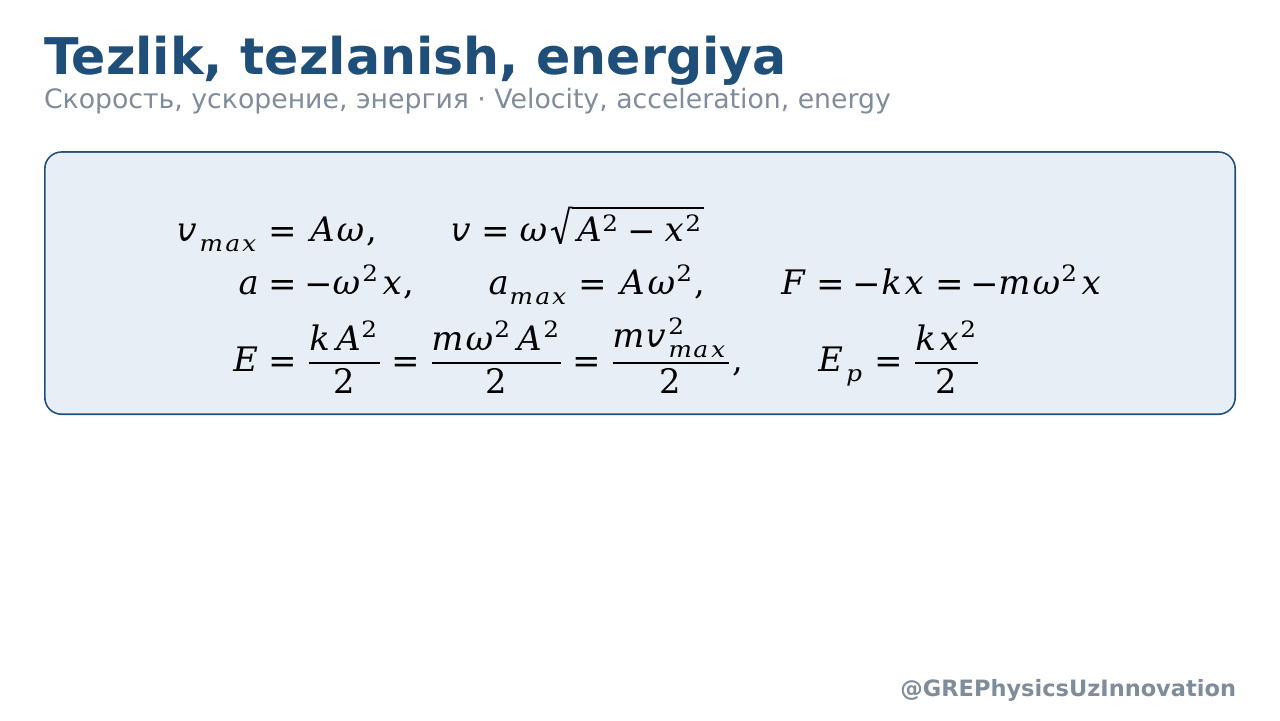 Tezlik, tezlanish, energiya
Скорость, ускорение, энергия · Velocity, acceleration, energy
v_max = Aω, v = ω√(A² − x²)
a = −ω²x, a_max = Aω², F = −kx = −mω²x
E = kA²/2 = mω²A²/2 = mv²_max/2, E_p = kx²/2
@GREPhysicsUzInnovation